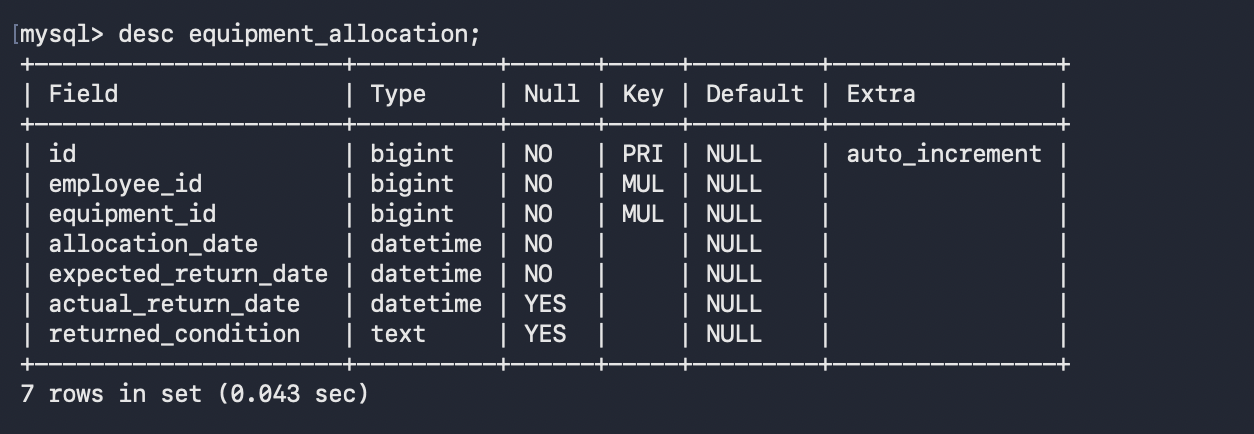 [mysql> desc equipment_allocation;
+----------------------+----------+------+-----+---------+----------------+
| Field                | Type     | Null | Key | Default | Extra          |
+----------------------+----------+------+-----+---------+----------------+
| id                   | bigint   | NO   | PRI | NULL    | auto_increment |
| employee_id          | bigint   | NO   | MUL | NULL    |                |
| equipment_id         | bigint   | NO   | MUL | NULL    |                |
| allocation_date      | datetime | NO   |     | NULL    |                |
| expected_return_date | datetime | NO   |     | NULL    |                |
| actual_return_date   | datetime | YES  |     | NULL    |                |
| returned_condition   | text     | YES  |     | NULL    |                |
+----------------------+----------+------+-----+---------+----------------+
7 rows in set (0.043 sec)